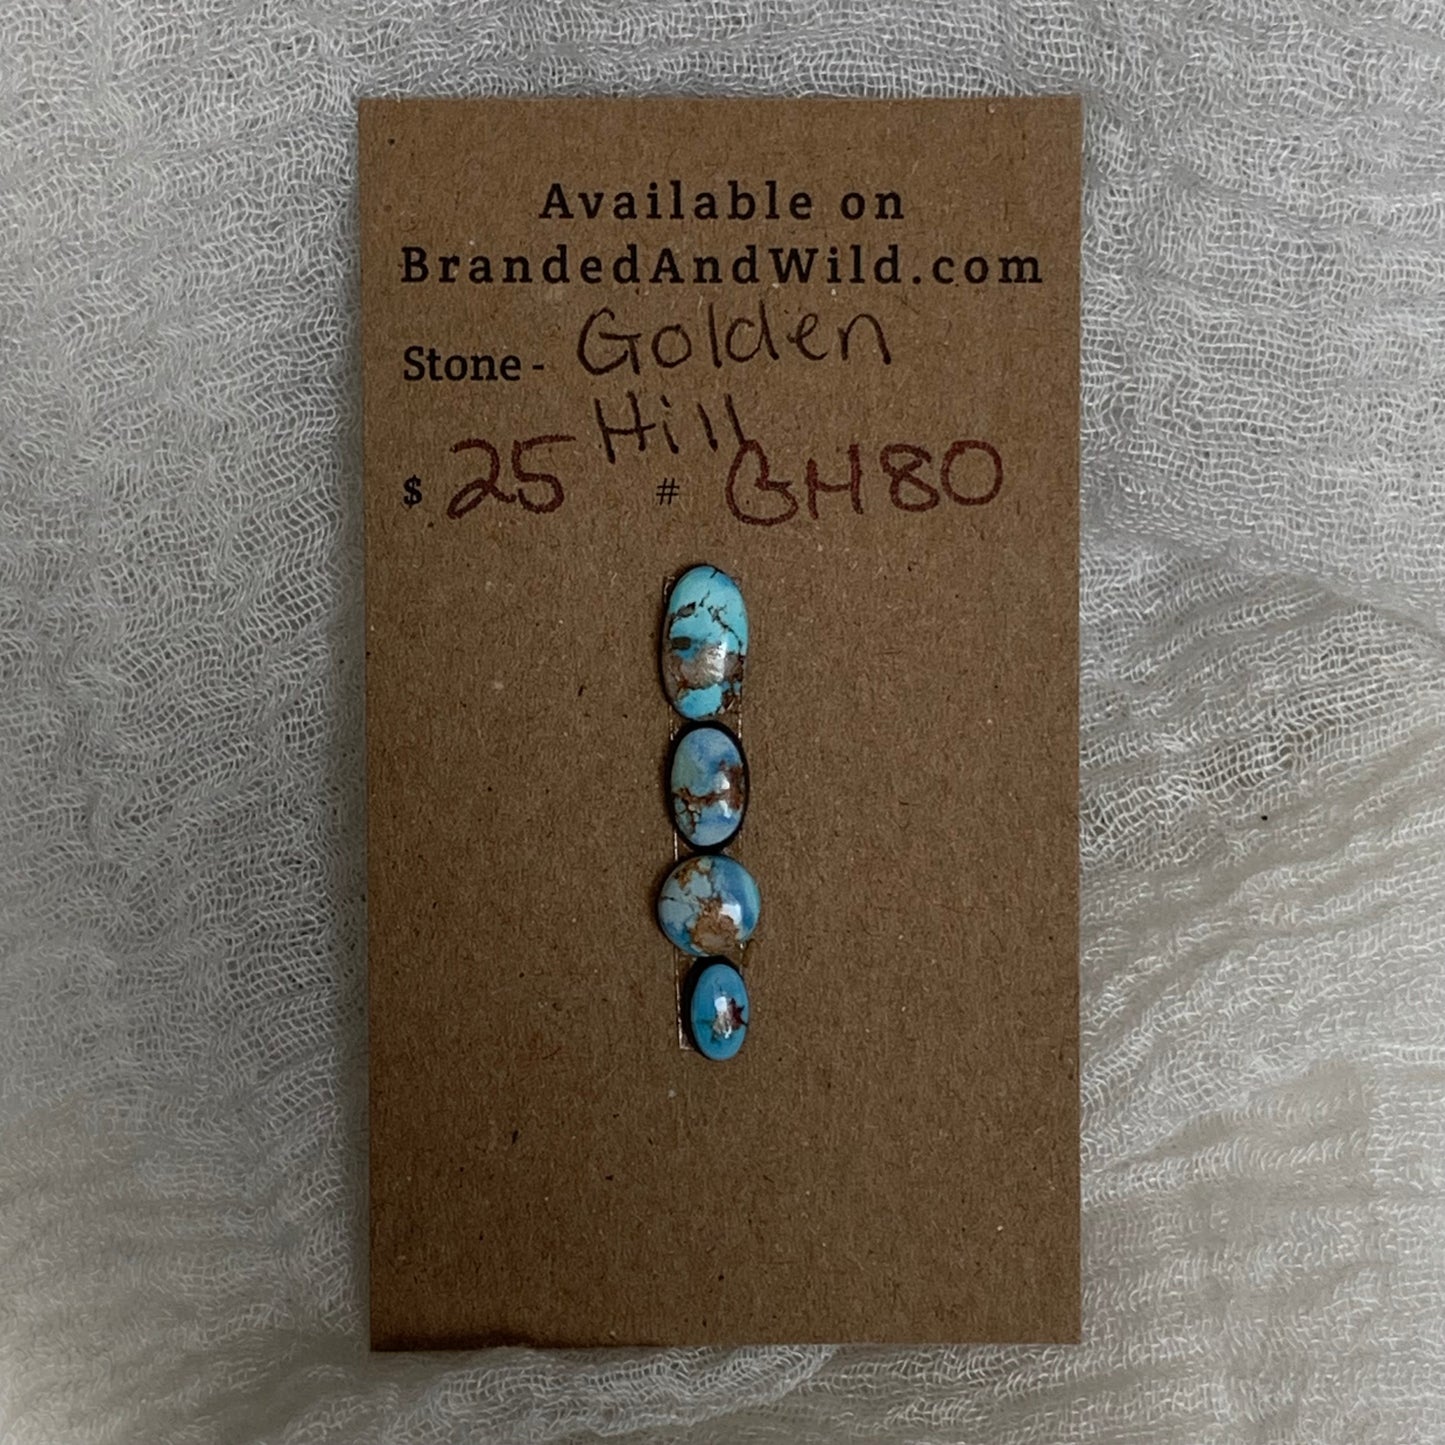 Available on
BrandedAndWild.com
Stone - Golden
Hill
$ 25 # GH80